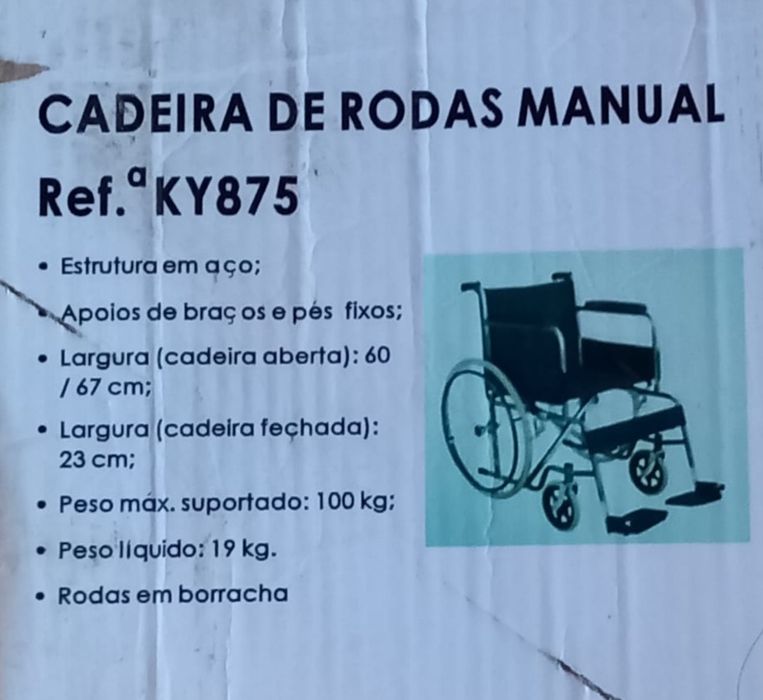 CADEIRA DE RODAS MANUAL
Ref.ª KY875
• Estrutura em aço;
• Apoios de braços e pés fixos;
• Largura (cadeira aberta): 60
/ 67 cm;
• Largura (cadeira fechada):
23 cm;
• Peso máx. suportado: 100 kg;
• Peso líquido: 19 kg.
• Rodas em borracha